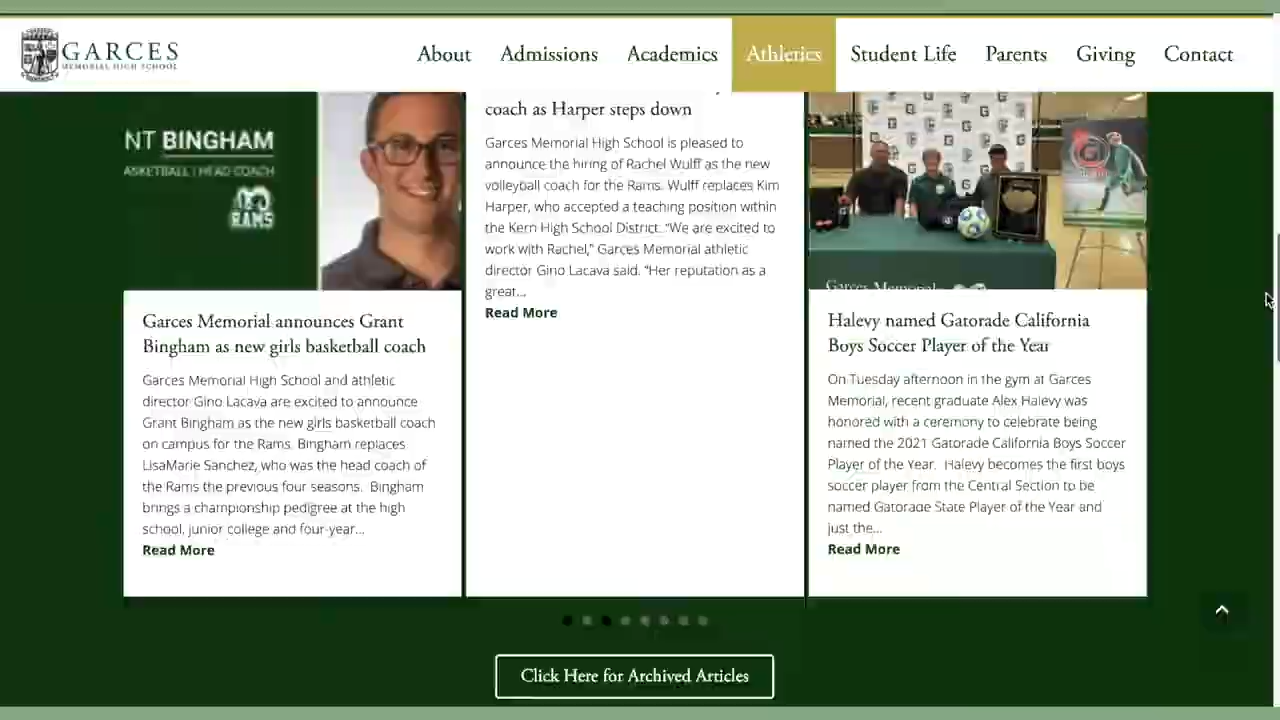 GARCES
MEMORIAL HIGH SCHOOL
About
Admissions
Academics
Athletics
Student Life
Parents
Giving
Contact
NT BINGHAM
ASKETBALL | HEAD COACH
RAMS
Garces Memorial announces Grant
Bingham as new girls basketball coach
Garces Memorial High School and athletic
director Gino Lacava are excited to announce
Grant Bingham as the new girls basketball coach
on campus for the Rams. Bingham replaces
LisaMarie Sanchez, who was the head coach of
the Rams the previous four seasons. Bingham
brings a championship pedigree at the high
school, junior college and four-year...
Read More
coach as Harper steps down
Garces Memorial High School is pleased to
announce the hiring of Rachel Wulff as the new
volleyball coach for the Rams. Wulff replaces Kim
Harper, who accepted a teaching position within
the Kern High School District. “We are excited to
work with Rachel,” Garces Memorial athletic
director Gino Lacava said. “Her reputation as a
great...
Read More
Garces Memorial
Halevy named Gatorade California
Boys Soccer Player of the Year
On Tuesday afternoon in the gym at Garces
Memorial, recent graduate Alex Halevy was
honored with a ceremony to celebrate being
named the 2021 Gatorade California Boys Soccer
Player of the Year. Halevy becomes the first boys
soccer player from the Central Section to be
named Gatorade State Player of the Year and
just the...
Read More
Click Here for Archived Articles